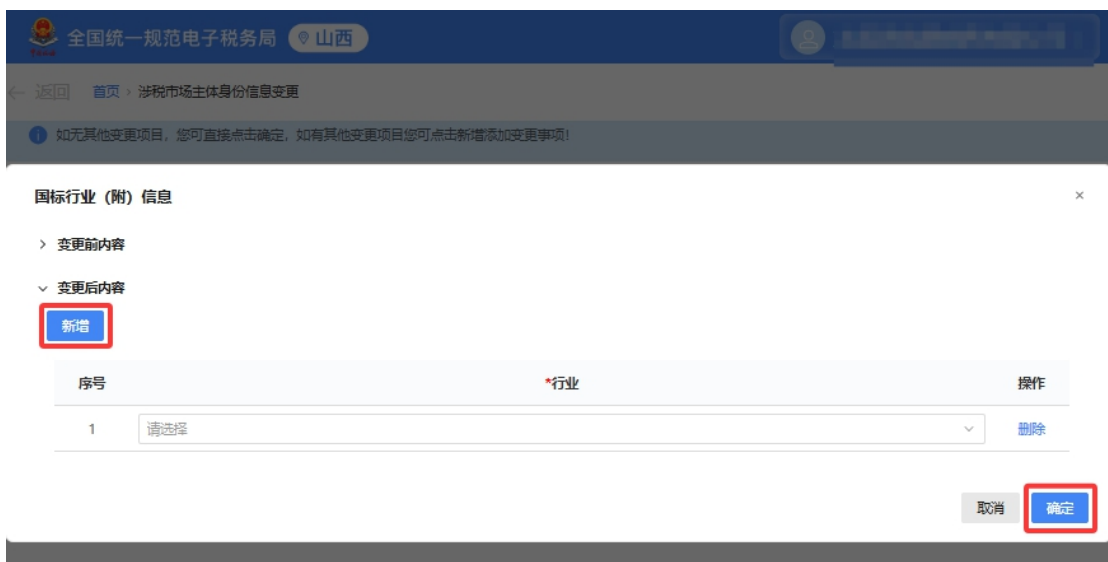 全国统一规范电子税务局 山西
返回 首页 > 涉税市场主体身份信息变更
如无其他变更项目，您可直接点击确定，如有其他变更项目您可点击新增添加变更事项！
国标行业（附）信息 ×
> 变更前内容
变更后内容
新增
序号 *行业 操作
1 请选择 删除
取消 确定